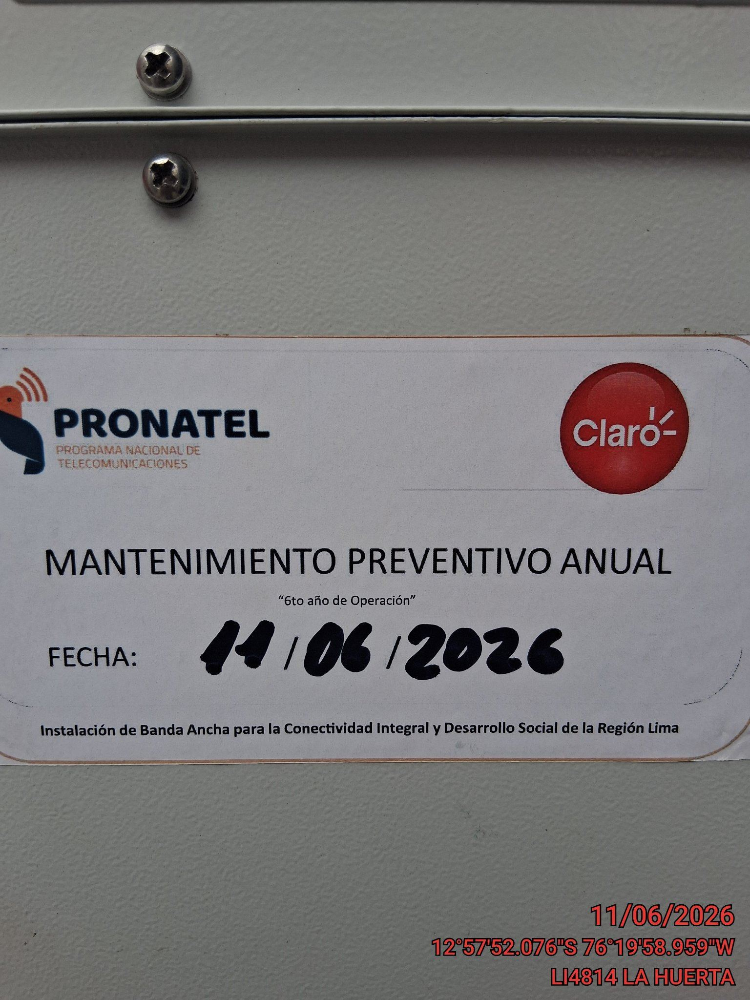 PRONATEL
PROGRAMA NACIONAL DE
TELECOMUNICACIONES
Claro
MANTENIMIENTO PREVENTIVO ANUAL
“6to año de Operación”
FECHA: 11/06/2026
Instalación de Banda Ancha para la Conectividad Integral y Desarrollo Social de la Región Lima
11/06/2026
12°57'52.076"S 76°19'58.959"W
LI4814 LA HUERTA